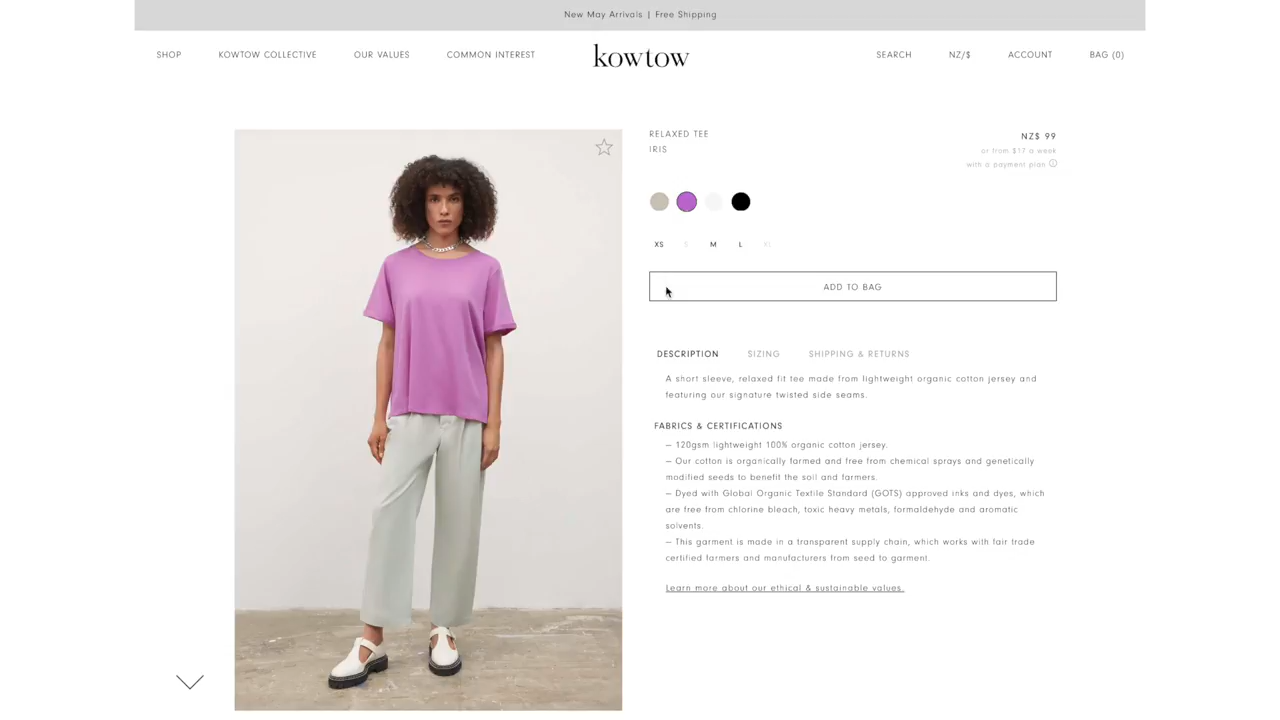 New May Arrivals | Free Shipping
SHOP KOWTOW COLLECTIVE OUR VALUES COMMON INTEREST kowtow SEARCH NZ/$ ACCOUNT BAG (0)
RELAXED TEE
IRIS
NZ$ 99
or from $17 a week
with a payment plan
XS S M L XL
ADD TO BAG
DESCRIPTION SIZING SHIPPING & RETURNS
A short sleeve, relaxed fit tee made from lightweight organic cotton jersey and
featuring our signature twisted side seams.
FABRICS & CERTIFICATIONS
– 120gsm lightweight 100% organic cotton jersey.
– Our cotton is organically farmed and free from chemical sprays and genetically
modified seeds to benefit the soil and farmers.
– Dyed with Global Organic Textile Standard (GOTS) approved inks and dyes, which
are free from chlorine bleach, toxic heavy metals, formaldehyde and aromatic
solvents.
– This garment is made in a transparent supply chain, which works with fair trade
certified farmers and manufacturers from seed to garment.
Learn more about our ethical & sustainable values.